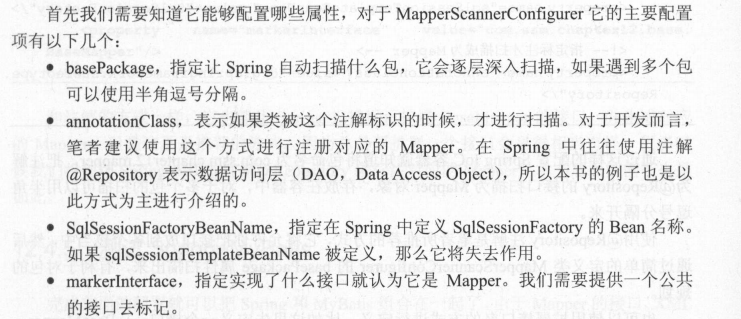 首先我们需要知道它能够配置哪些属性，对于 MapperScannerConfigurer 它的主要配置
项有以下几个：
● basePackage，指定让 Spring 自动扫描什么包，它会逐层深入扫描，如果遇到多个包
可以使用半角逗号分隔。
● annotationClass，表示如果类被这个注解标识的时候，才进行扫描。对于开发而言，
笔者建议使用这个方式进行注册对应的 Mapper。在 Spring 中往往使用注解
@Repository 表示数据访问层（DAO，Data Access Object），所以本书的例子也是以
此方式为主进行介绍的。
● SqlSessionFactoryBeanName，指定在 Spring 中定义 SqlSessionFactory 的 Bean 名称。
如果 sqlSessionTemplateBeanName 被定义，那么它将失去作用。
● markerInterface，指定实现了什么接口就认为它是 Mapper。我们需要提供一个公共
的接口去标记。